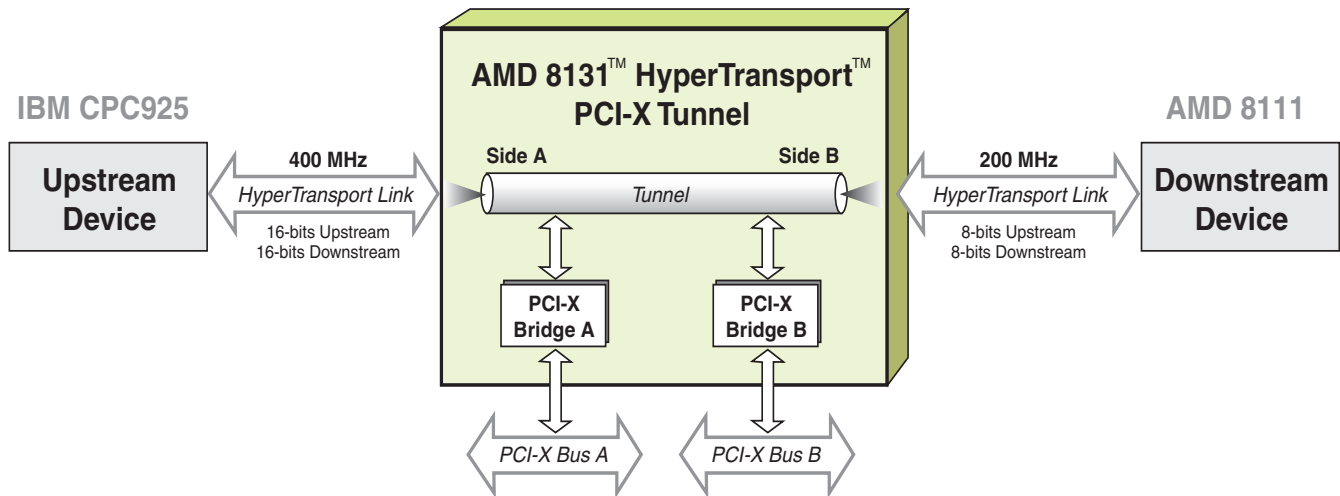 AMD 8131™ HyperTransport™
PCI-X Tunnel
IBM CPC925
Upstream
Device
400 MHz
HyperTransport Link
16-bits Upstream
16-bits Downstream
Side A
Side B
Tunnel
PCI-X
Bridge A
PCI-X
Bridge B
PCI-X Bus A
PCI-X Bus B
200 MHz
HyperTransport Link
8-bits Upstream
8-bits Downstream
AMD 8111
Downstream
Device